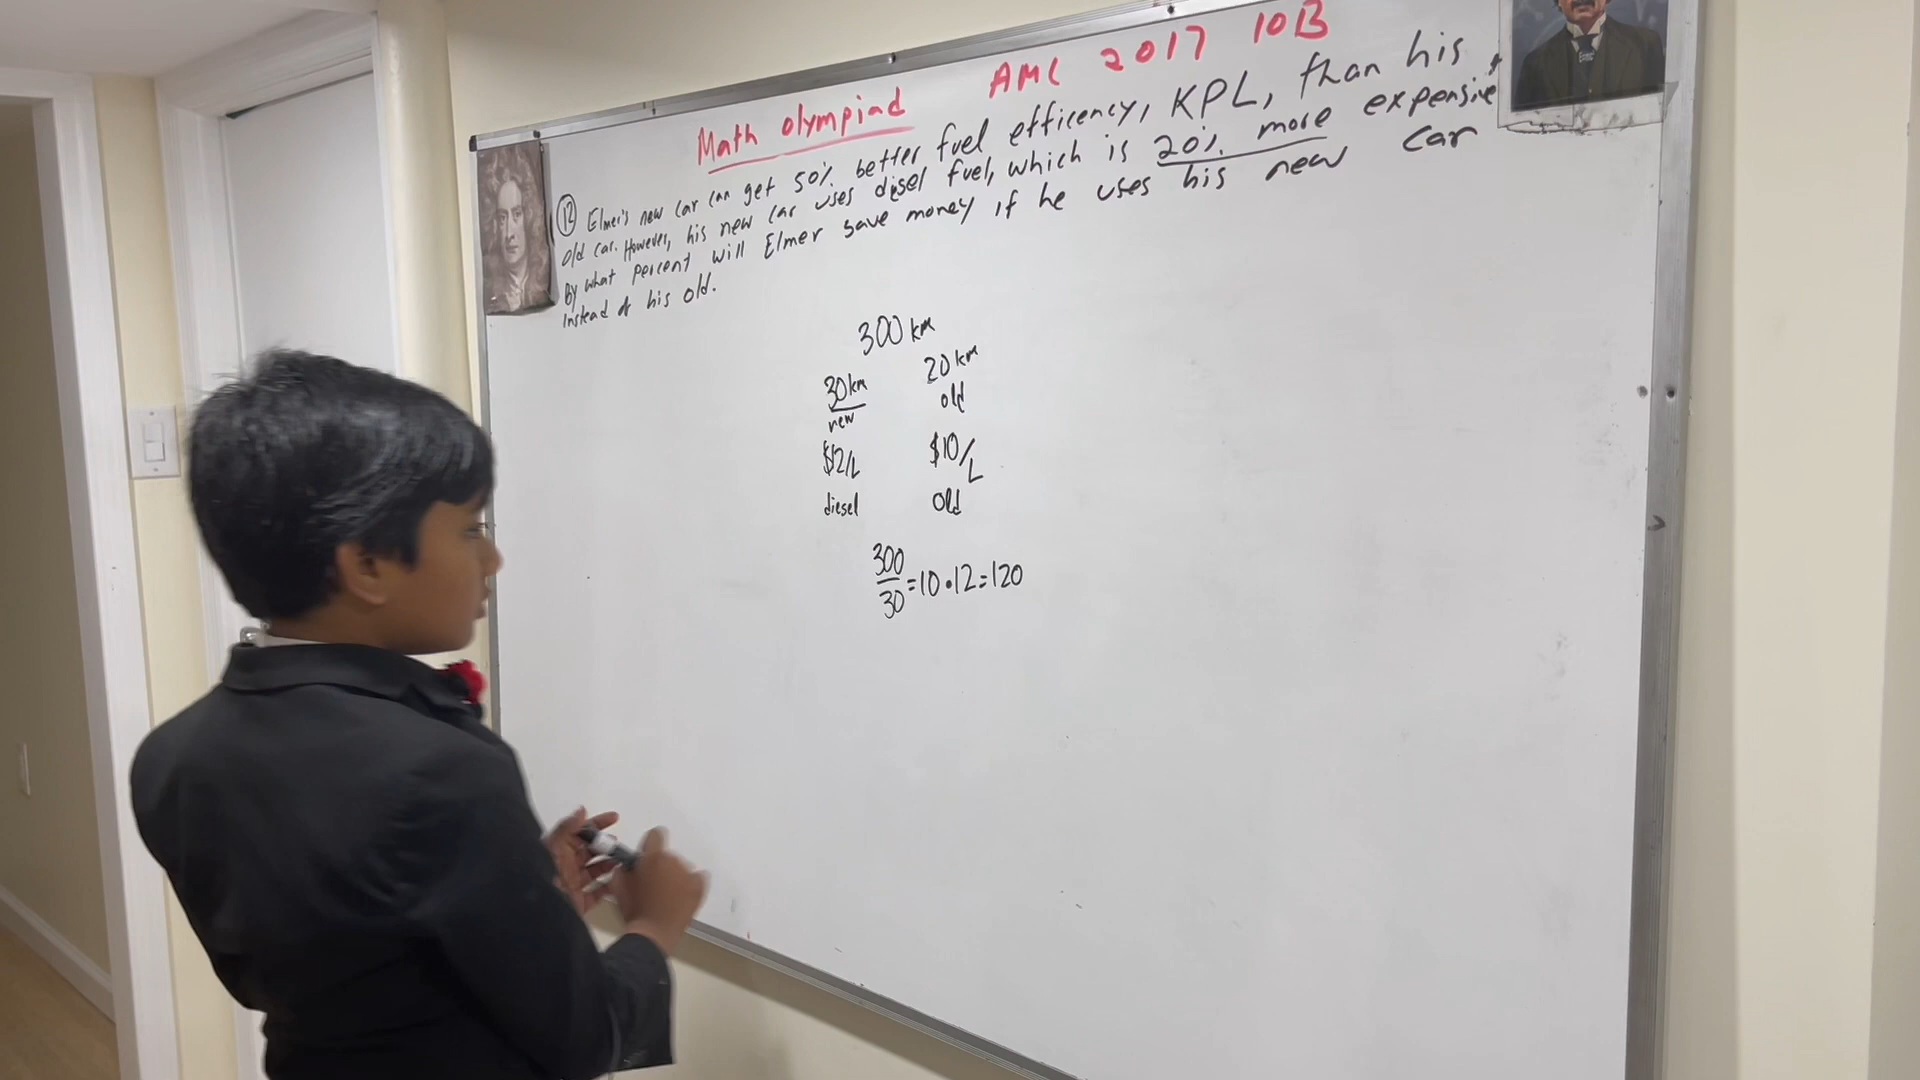 Math olympiad AMC 2017 10B
⑫ Elmer's new car can get 50% better fuel efficency, KPL, than his
old car. However, his new car uses disel fuel, which is 20% more expensive,
By what percent will Elmer save money if he uses his new car
instead of his old.
300 km
30km 20 km
new old
$12/L $10/L
diesel Old
300/30 = 10 • 12 = 120